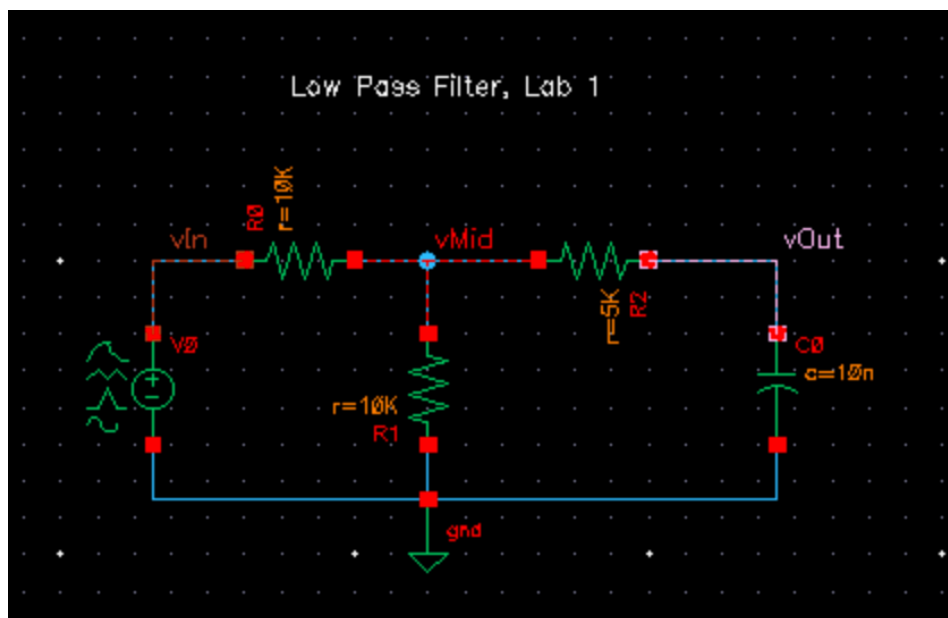 Low Pass Filter, Lab 1
R0
r=10K
vIn
vMid
vOut
r=5K
R2
V0
C0
c=10n
r=10K
R1
gnd